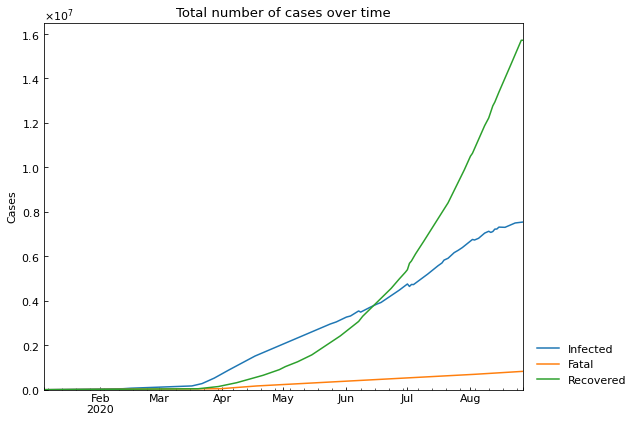 Total number of cases over time
×10⁷
1.6
1.4
1.2
1.0
0.8
0.6
0.4
0.2
0.0
Cases
Feb
2020
Mar
Apr
May
Jun
Jul
Aug
Infected
Fatal
Recovered